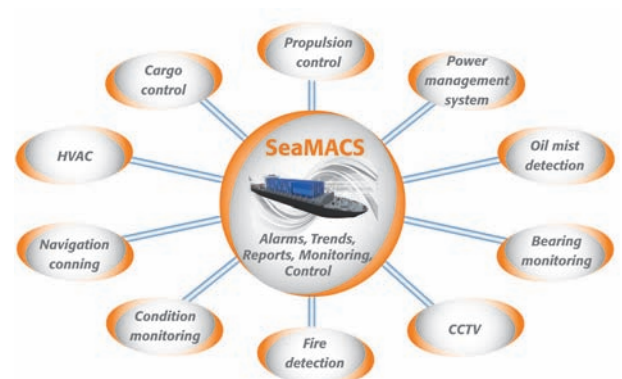 Propulsion
control
Power
management
system
Oil mist
detection
Bearing
monitoring
CCTV
Fire
detection
Condition
monitoring
Navigation
conning
HVAC
Cargo
control
SeaMACS
Alarms, Trends,
Reports, Monitoring,
Control